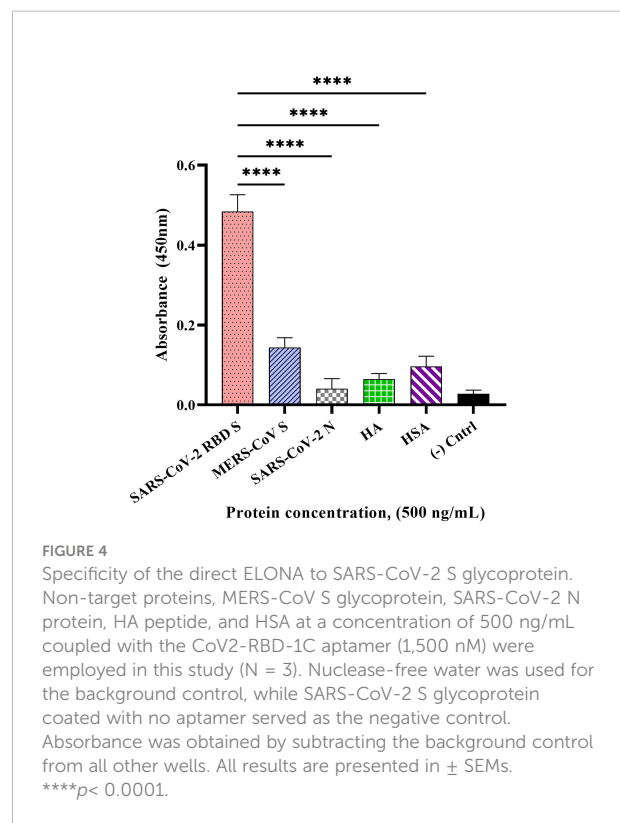 ****
****
****
****
0.6
0.4
0.2
0.0
Absorbance (450nm)
SARS-CoV-2 RBD S
MERS-CoV S
SARS-CoV-2 N
HA
HSA
(-) Cntrl
Protein concentration, (500 ng/mL)
FIGURE 4
Specificity of the direct ELONA to SARS-CoV-2 S glycoprotein.
Non-target proteins, MERS-CoV S glycoprotein, SARS-CoV-2 N
protein, HA peptide, and HSA at a concentration of 500 ng/mL
coupled with the CoV2-RBD-1C aptamer (1,500 nM) were
employed in this study (N = 3). Nuclease-free water was used for
the background control, while SARS-CoV-2 S glycoprotein
coated with no aptamer served as the negative control.
Absorbance was obtained by subtracting the background control
from all other wells. All results are presented in ± SEMs.
****p< 0.0001.